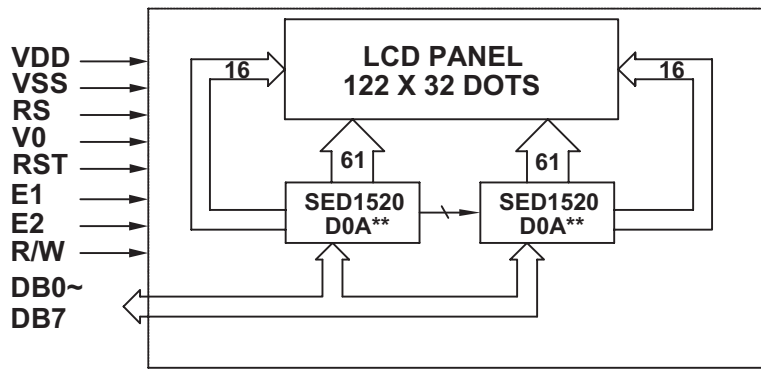 VDD
VSS
RS
V0
RST
E1
E2
R/W
DB0~
DB7
LCD PANEL
122 X 32 DOTS
16
16
61
61
SED1520
D0A**
SED1520
D0A**